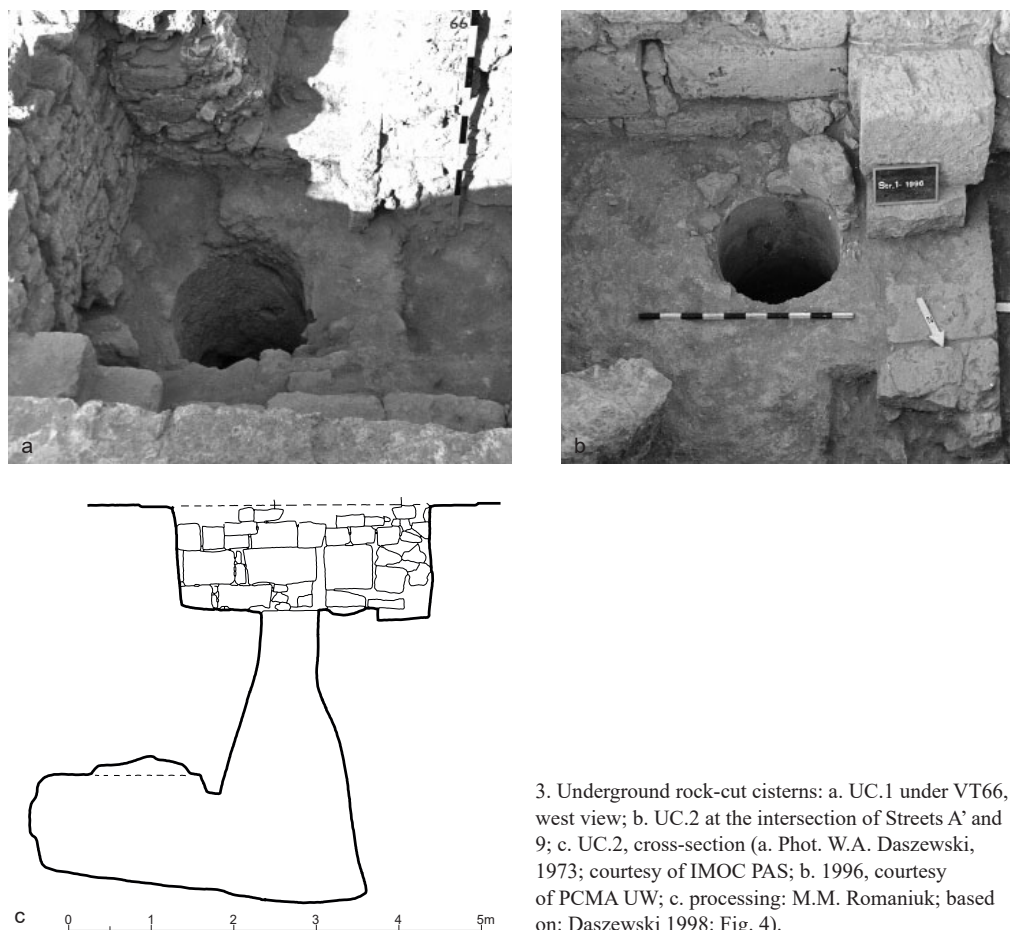 66
a
Str.1- 1996
b
c 0 1 2 3 4 5m
3. Underground rock-cut cisterns: a. UC.1 under VT66,
west view; b. UC.2 at the intersection of Streets A’ and
9; c. UC.2, cross-section (a. Phot. W.A. Daszewski,
1973; courtesy of IMOC PAS; b. 1996, courtesy
of PCMA UW; c. processing: M.M. Romaniuk; based
on: Daszewski 1998: Fig. 4).